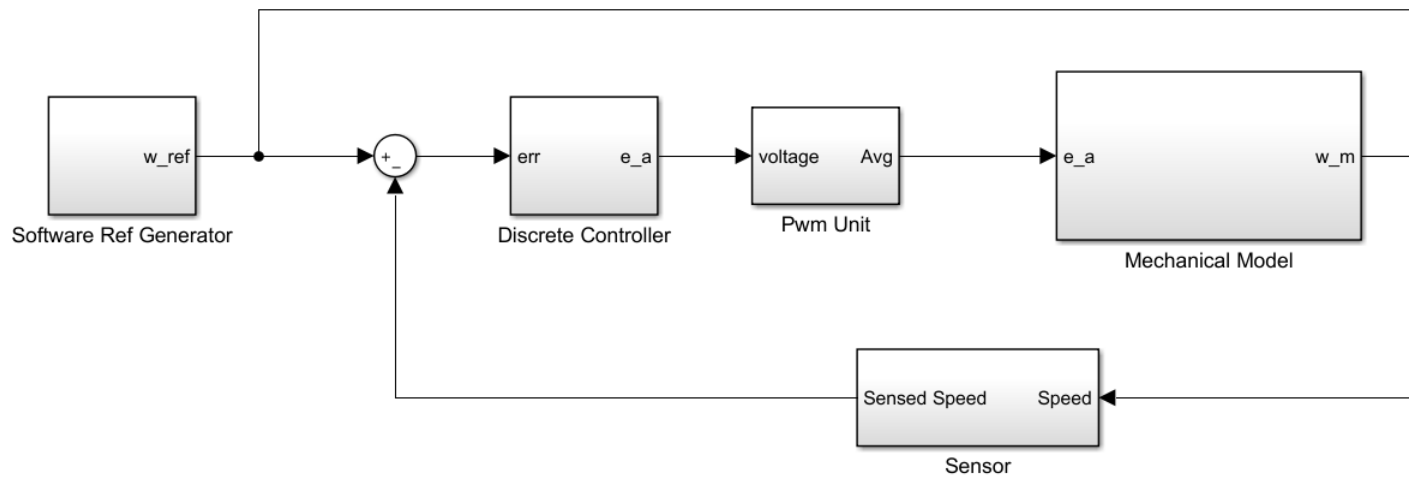 w_ref
Software Ref Generator
+
_
err
e_a
Discrete Controller
voltage
Avg
Pwm Unit
e_a
w_m
Mechanical Model
Sensed Speed
Speed
Sensor